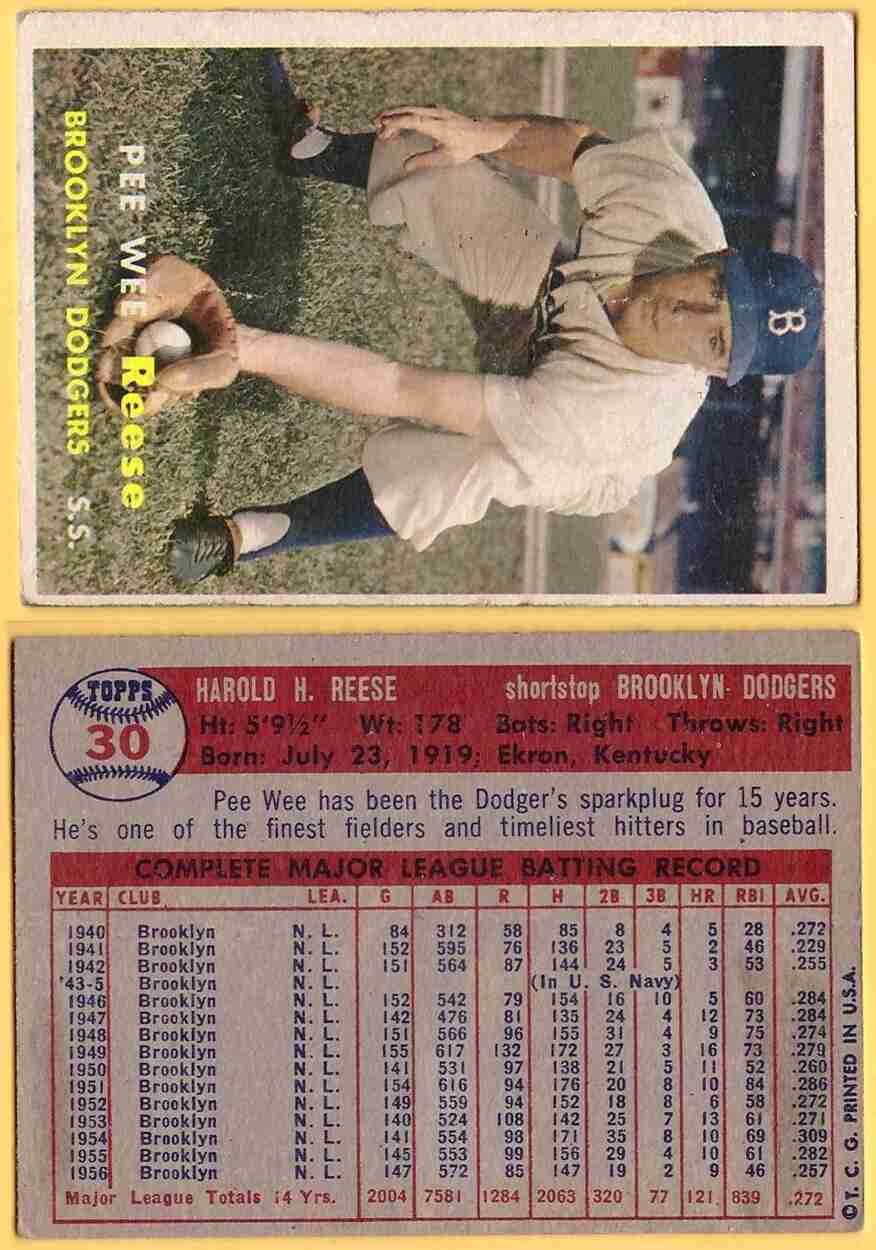 B
PEE WEE Reese
BROOKLYN DODGERS S.S.
TOPPS
30
HAROLD H. REESE shortstop BROOKLYN DODGERS
Ht: 5'9½" Wt: 178 Bats: Right Throws: Right
Born: July 23, 1919; Ekron, Kentucky
Pee Wee has been the Dodger's sparkplug for 15 years.
He's one of the finest fielders and timeliest hitters in baseball.
COMPLETE MAJOR LEAGUE BATTING RECORD
YEAR CLUB LEA. G AB R H 2B 3B HR RBI AVG.
1940 Brooklyn N. L. 84 312 58 85 8 4 5 28 .272
1941 Brooklyn N. L. 152 595 76 136 23 5 2 46 .229
1942 Brooklyn N. L. 151 564 87 144 24 5 3 53 .255
'43-5 Brooklyn N. L. (In U. S. Navy)
1946 Brooklyn N. L. 152 542 79 154 16 10 5 60 .284
1947 Brooklyn N. L. 142 476 81 135 24 4 12 73 .284
1948 Brooklyn N. L. 151 566 96 155 31 4 9 75 .274
1949 Brooklyn N. L. 155 617 132 172 27 3 16 73 .279
1950 Brooklyn N. L. 141 531 97 138 21 5 11 52 .260
1951 Brooklyn N. L. 154 616 94 176 20 8 10 84 .286
1952 Brooklyn N. L. 149 559 94 152 18 8 6 58 .272
1953 Brooklyn N. L. 140 524 108 142 25 7 13 61 .271
1954 Brooklyn N. L. 141 554 98 171 35 8 10 69 .309
1955 Brooklyn N. L. 145 553 99 156 29 4 10 61 .282
1956 Brooklyn N. L. 147 572 85 147 19 2 9 46 .257
Major League Totals 14 Yrs. 2004 7581 1284 2063 320 77 121 839 .272
©T. C. G. PRINTED IN U.S.A.